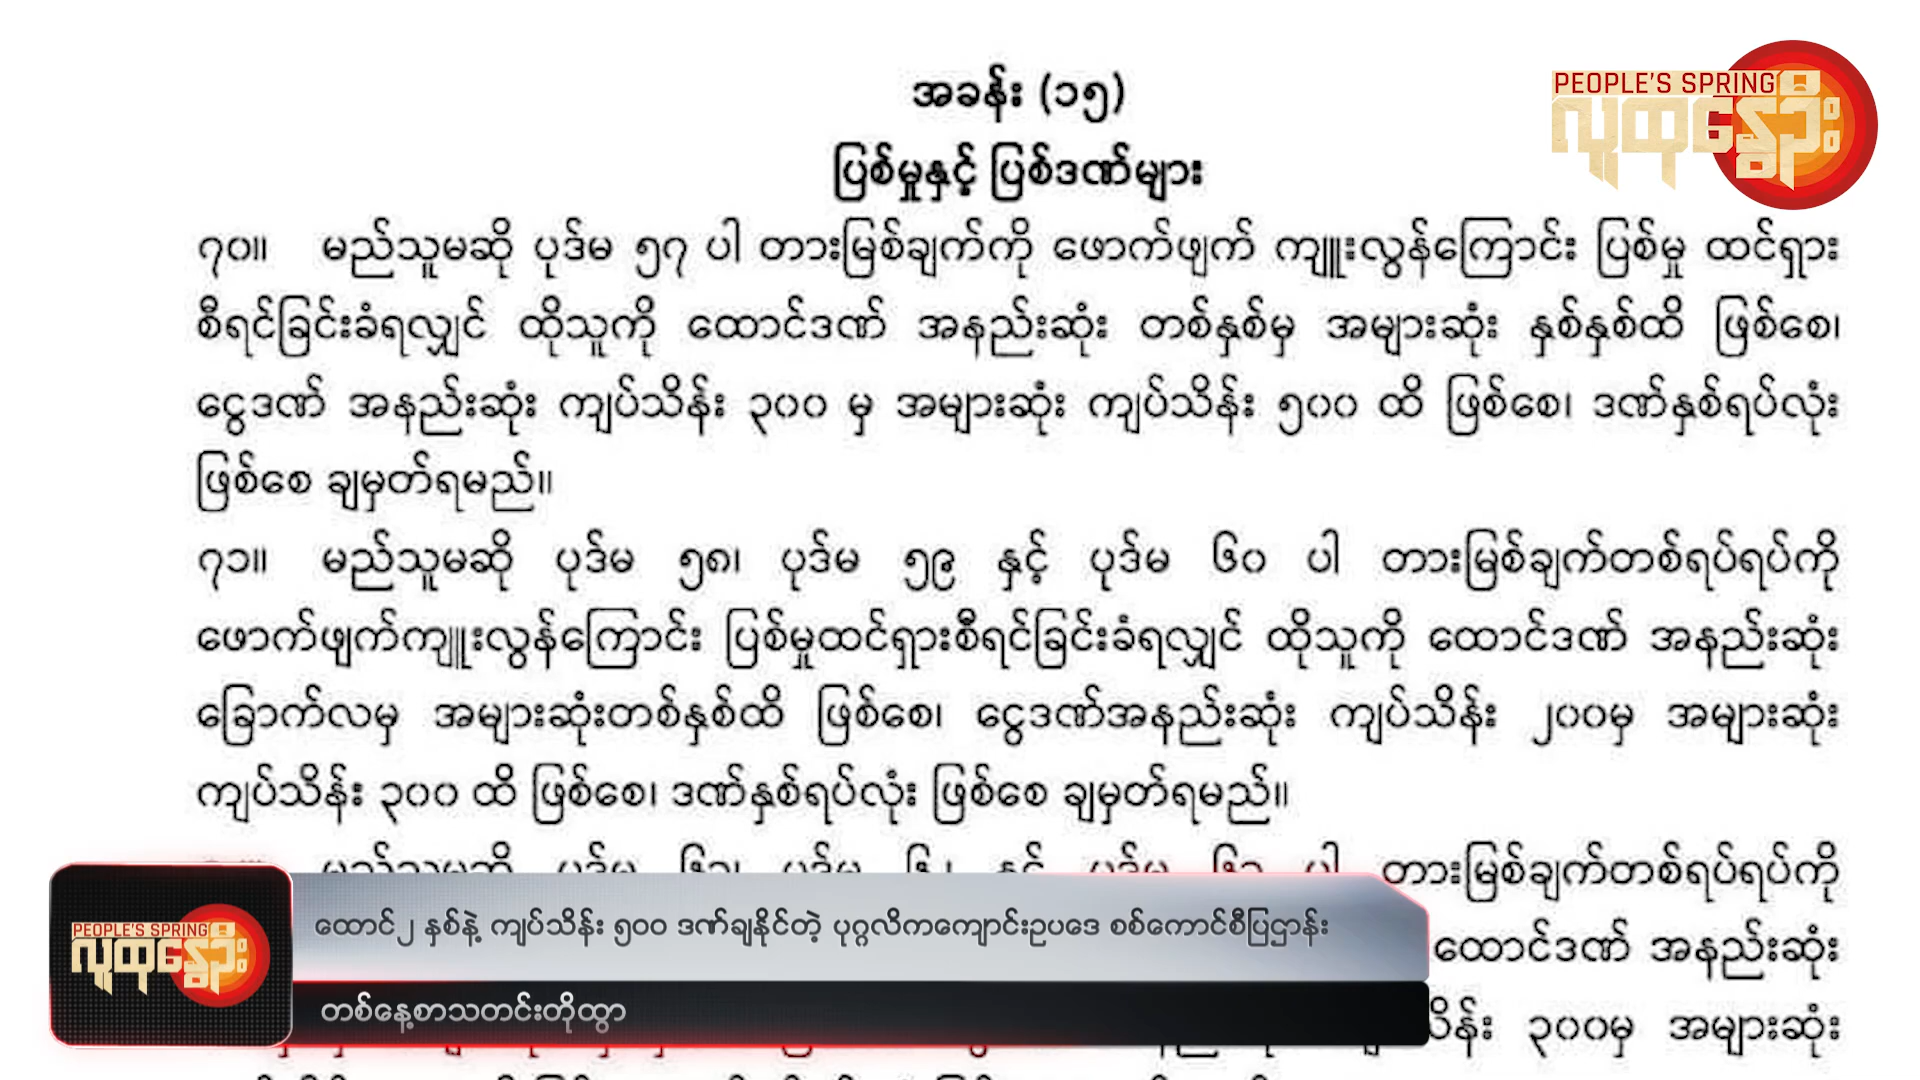 အခန်း (၁၅)
ပြစ်မှုနှင့် ပြစ်ဒဏ်များ
PEOPLE'S SPRING
လူထုနွေဦး
၇၀။ မည်သူမဆို ပုဒ်မ ၅၇ ပါ တားမြစ်ချက်ကို ဖောက်ဖျက် ကျူးလွန်ကြောင်း ပြစ်မှု ထင်ရှား
စီရင်ခြင်းခံရလျှင် ထိုသူကို ထောင်ဒဏ် အနည်းဆုံး တစ်နှစ်မှ အများဆုံး နှစ်နှစ်ထိ ဖြစ်စေ၊
ငွေဒဏ် အနည်းဆုံး ကျပ်သိန်း ၃၀၀ မှ အများဆုံး ကျပ်သိန်း ၅၀၀ ထိ ဖြစ်စေ၊ ဒဏ်နှစ်ရပ်လုံး
ဖြစ်စေ ချမှတ်ရမည်။
၇၁။ မည်သူမဆို ပုဒ်မ ၅၈၊ ပုဒ်မ ၅၉ နှင့် ပုဒ်မ ၆၀ ပါ တားမြစ်ချက်တစ်ရပ်ရပ်ကို
ဖောက်ဖျက်ကျူးလွန်ကြောင်း ပြစ်မှုထင်ရှားစီရင်ခြင်းခံရလျှင် ထိုသူကို ထောင်ဒဏ် အနည်းဆုံး
ခြောက်လမှ အများဆုံးတစ်နှစ်ထိ ဖြစ်စေ၊ ငွေဒဏ်အနည်းဆုံး ကျပ်သိန်း ၂၀၀မှ အများဆုံး
ကျပ်သိန်း ၃၀၀ ထိ ဖြစ်စေ၊ ဒဏ်နှစ်ရပ်လုံး ဖြစ်စေ ချမှတ်ရမည်။
တားမြစ်ချက်တစ်ရပ်ရပ်ကို
ထောင်ဒဏ် အနည်းဆုံး
၃၀၀မှ အများဆုံး
PEOPLE'S SPRING
လူထုနွေဦး
ထောင်၂ နှစ်နဲ့ ကျပ်သိန်း ၅၀၀ ဒဏ်ချနိုင်တဲ့ ပုဂ္ဂလိကကျောင်းဥပဒေ စစ်ကောင်စီပြဋ္ဌာန်း
တစ်နေ့စာသတင်းတိုထွာ